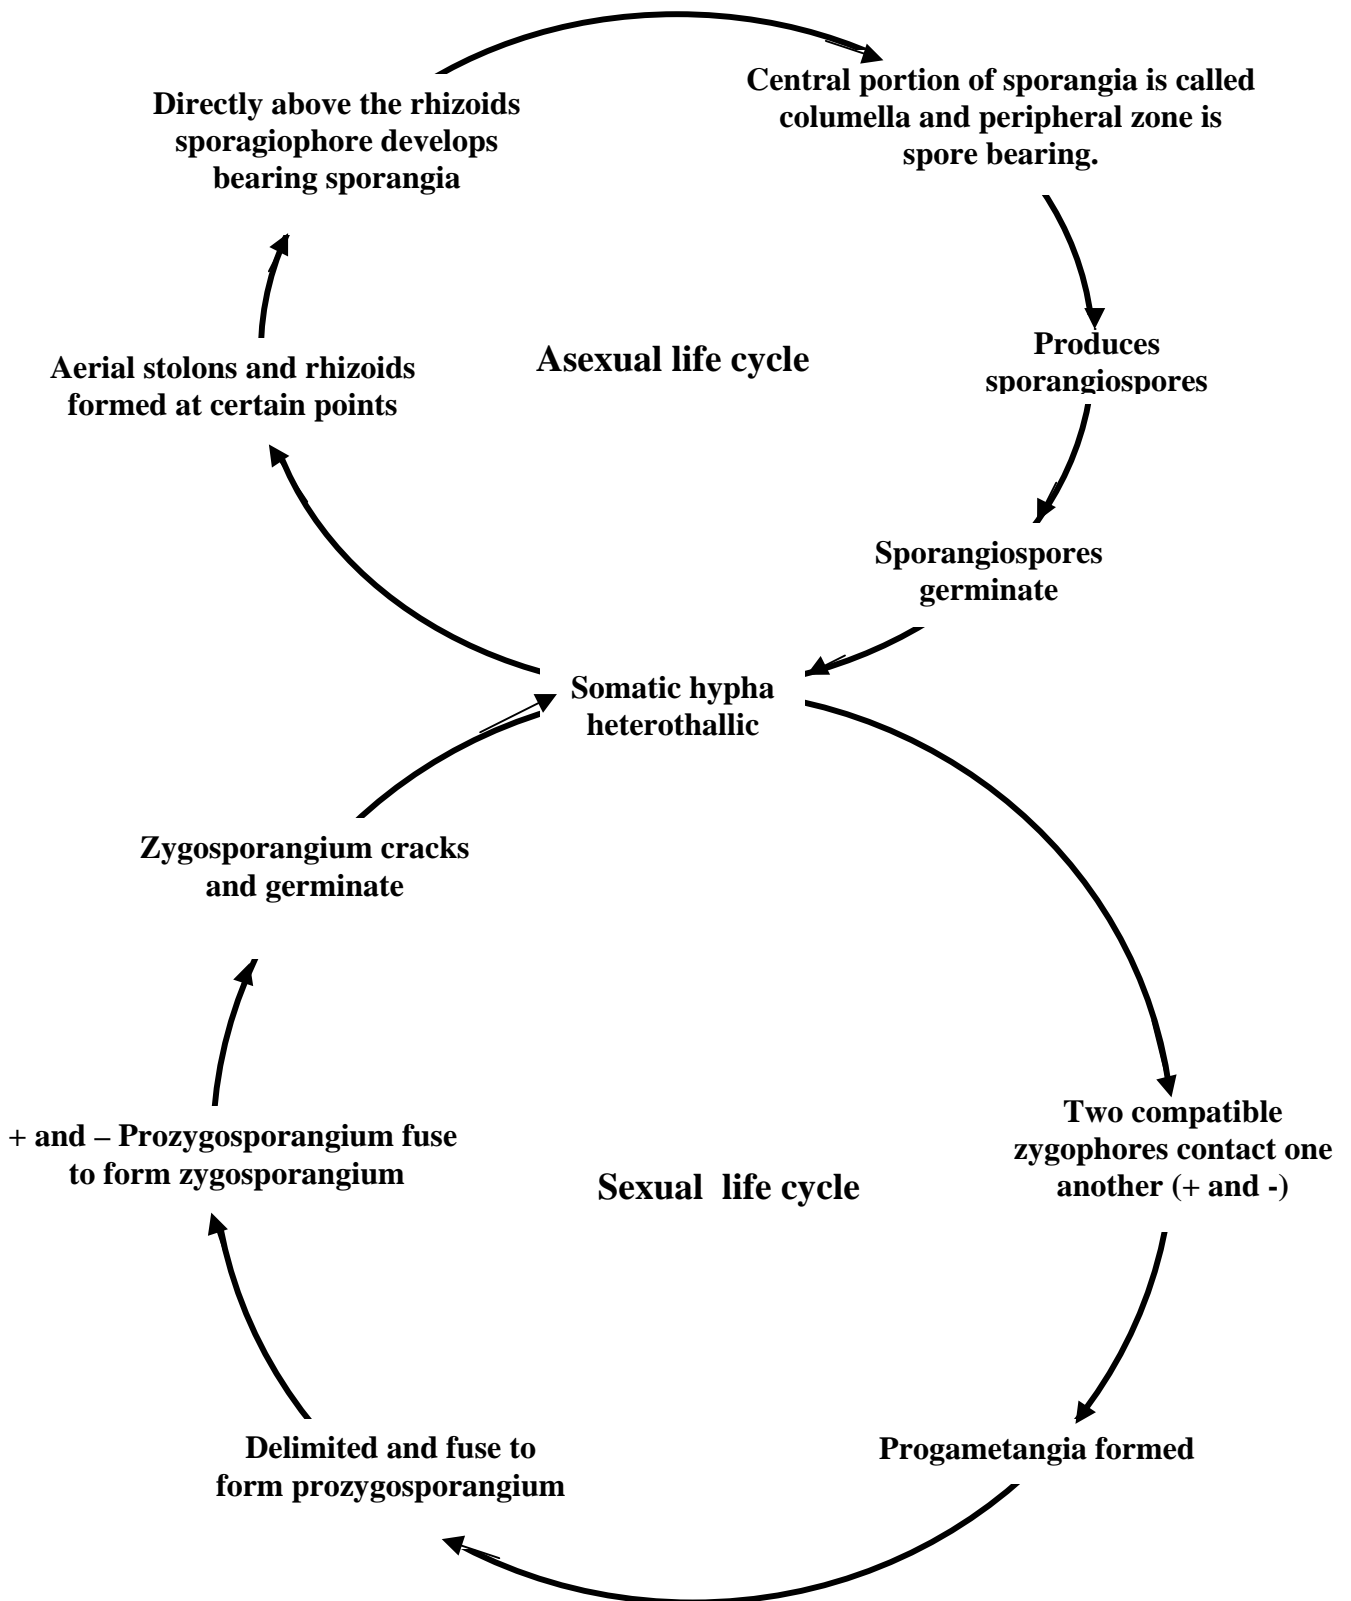 Directly above the rhizoids
sporagiophore develops
bearing sporangia
Central portion of sporangia is called
columella and peripheral zone is
spore bearing.
Aerial stolons and rhizoids
formed at certain points
Asexual life cycle
Produces
sporangiospores
Sporangiospores
germinate
Somatic hypha
heterothallic
Zygosporangium cracks
and germinate
+ and – Prozygosporangium fuse
to form zygosporangium
Sexual life cycle
Two compatible
zygophores contact one
another (+ and -)
Delimited and fuse to
form prozygosporangium
Progametangia formed